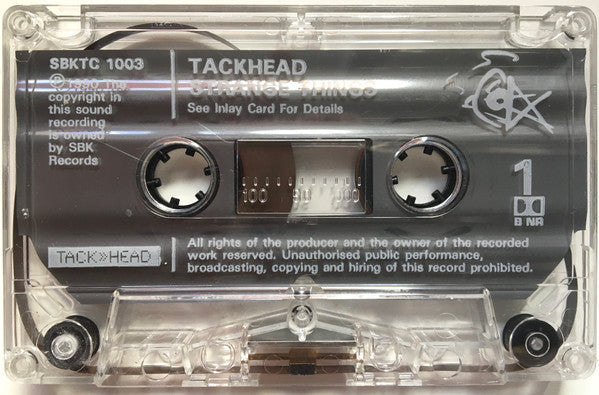 SBKTC 1003
℗ 1990 The
copyright in
this sound
recording
is owned
by SBK
Records
TACKHEAD
STRANGE THINGS
See Inlay Card For Details
1
B NR
100 50 0
TACK»HEAD
All rights of the producer and the owner of the recorded
work reserved. Unauthorised public performance,
broadcasting, copying and hiring of this record prohibited.